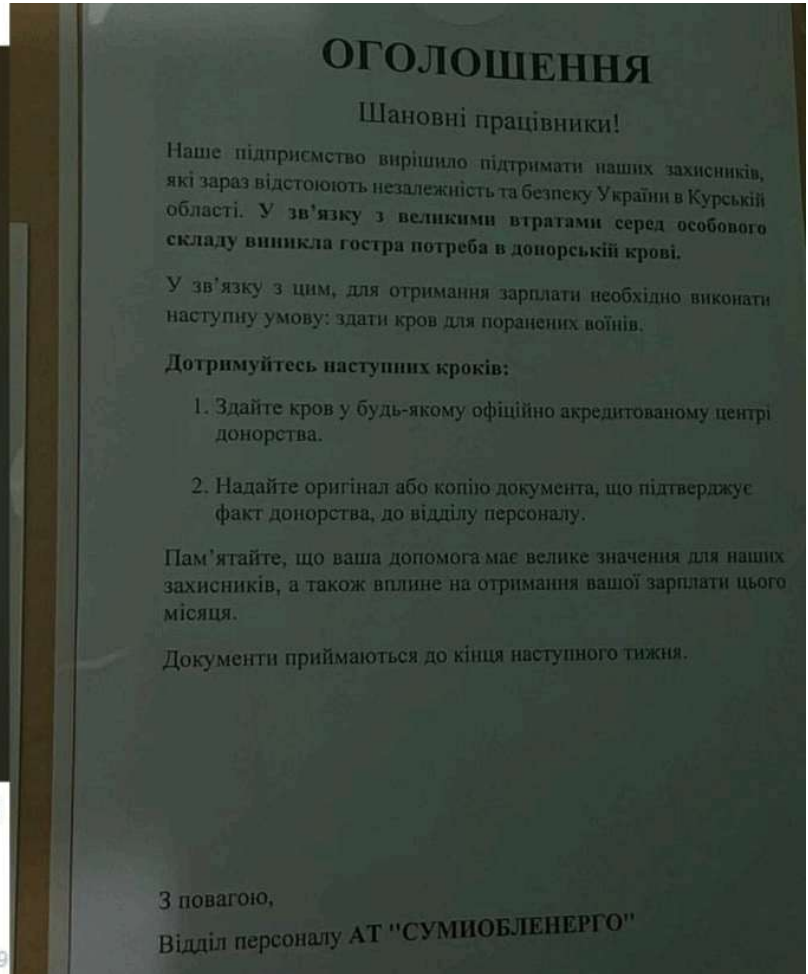 ОГОЛОШЕННЯ
Шановні працівники!
Наше підприємство вирішило підтримати наших захисників,
які зараз відстоюють незалежність та безпеку України в Курській
області. У зв’язку з великими втратами серед особового
складу виникла гостра потреба в донорській крові.
У зв’язку з цим, для отримання зарплати необхідно виконати
наступну умову: здати кров для поранених воїнів.
Дотримуйтесь наступних кроків:
1. Здайте кров у будь-якому офіційно акредитованому центрі
донорства.
2. Надайте оригінал або копію документа, що підтверджує
факт донорства, до відділу персоналу.
Пам’ятайте, що ваша допомога має велике значення для наших
захисників, а також вплине на отримання вашої зарплати цього
місяця.
Документи приймаються до кінця наступного тижня.
З повагою,
Відділ персоналу АТ "СУМИОБЛЕНЕРГО"
9